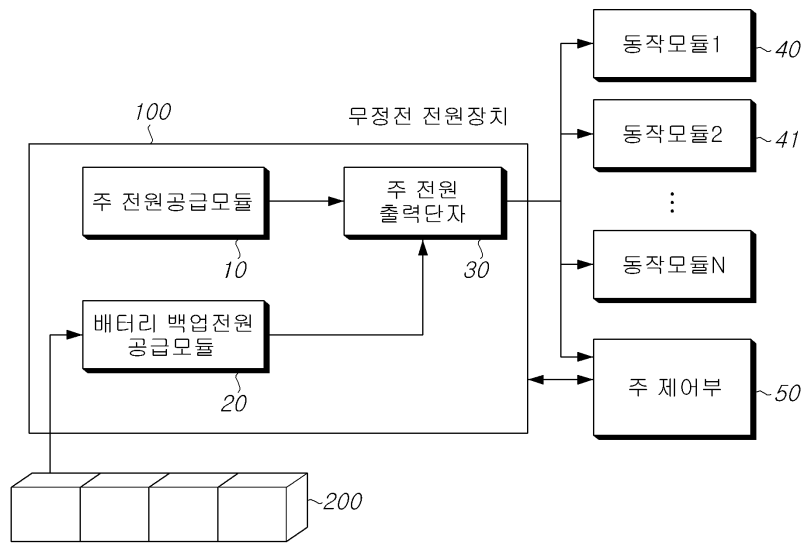 동작모듈1
40
100
무정전 전원장치
동작모듈2
41
주 전원공급모듈
10
주 전원
출력단자
30
⋮
동작모듈N
배터리 백업전원
공급모듈
20
주 제어부
50
200